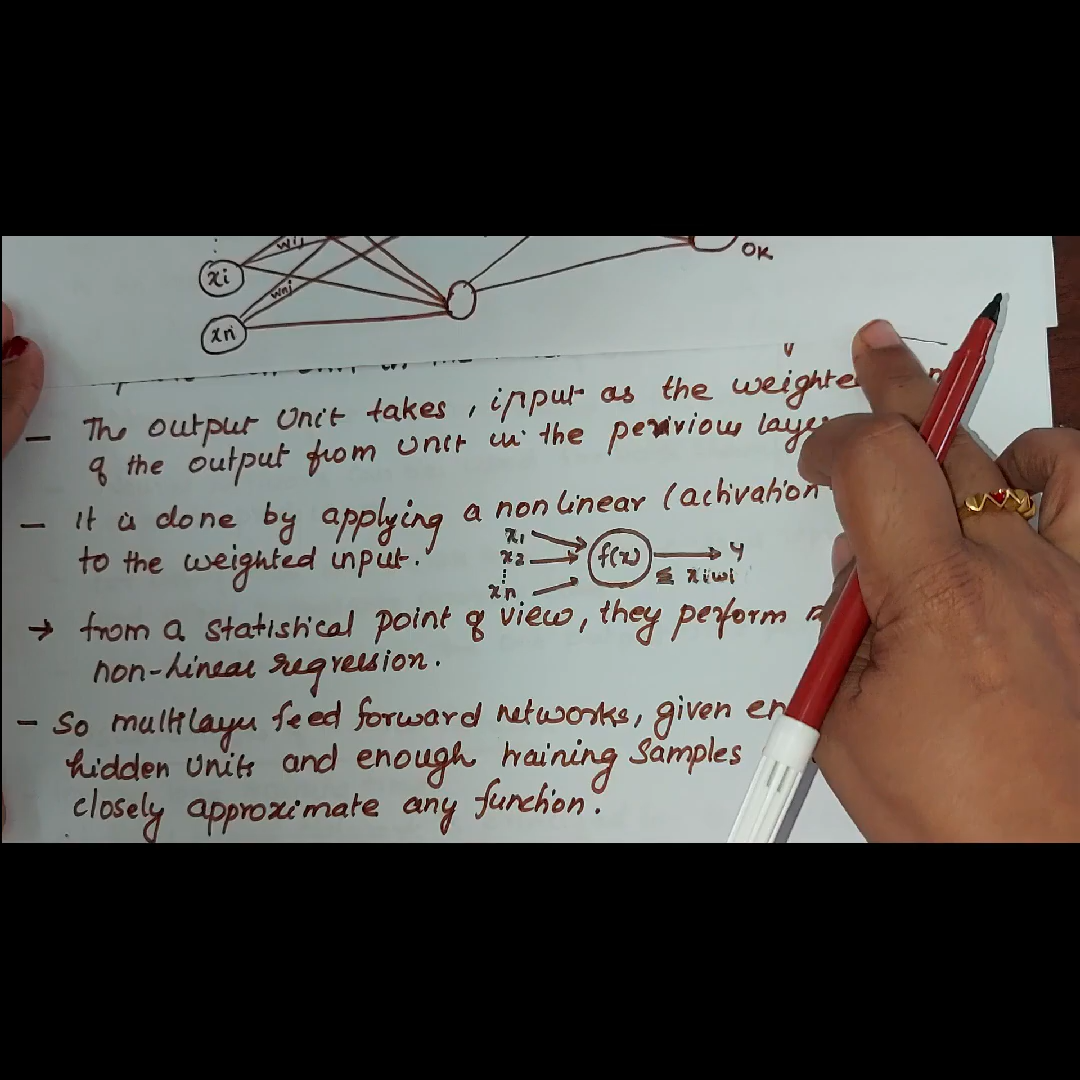 wij
xi
OK
wnj
xn
— The output Unit takes, input as the weighte
of the output from Unit in the perivious laye
— It is done by applying a non linear (activation
to the weighted input.
x1
x2
xn
f(x)
y
Σ xiwi
→ from a statistical point of view, they perform
non-linear regression.
- So multilayer feed forward networks, given en
hidden Units and enough training Samples
closely approximate any function.